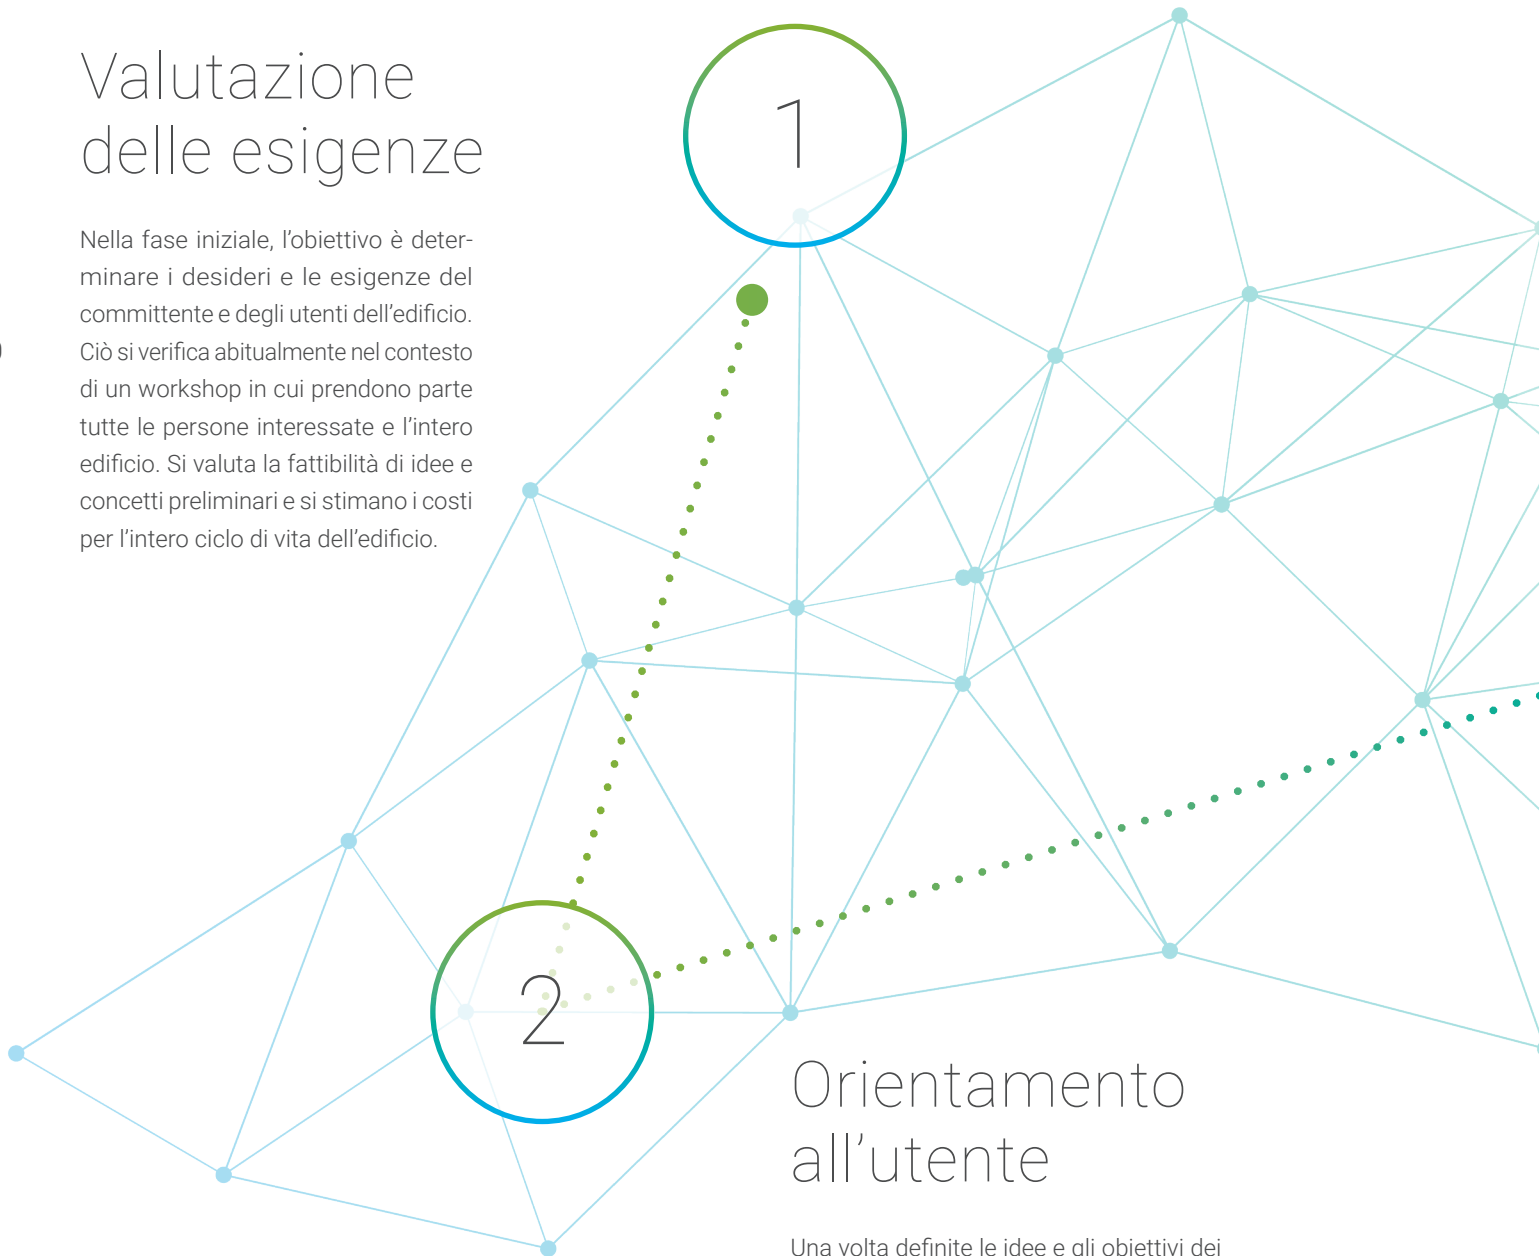 Valutazione
delle esigenze
Nella fase iniziale, l’obiettivo è deter-
minare i desideri e le esigenze del
committente e degli utenti dell’edificio.
Ciò si verifica abitualmente nel contesto
di un workshop in cui prendono parte
tutte le persone interessate e l’intero
edificio. Si valuta la fattibilità di idee e
concetti preliminari e si stimano i costi
per l’intero ciclo di vita dell’edificio.
1
2
Orientamento
all’utente
Una volta definite le idee e gli obiettivi dei